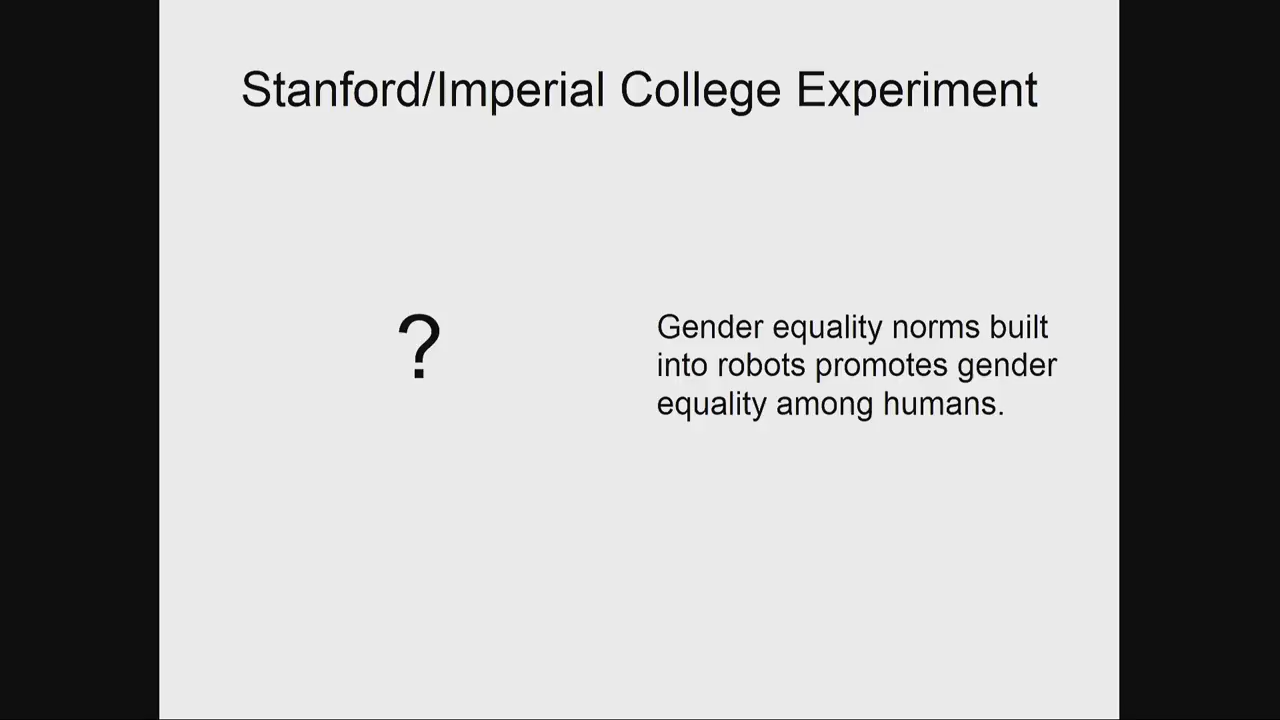 Stanford/Imperial College Experiment
?
Gender equality norms built
into robots promotes gender
equality among humans.